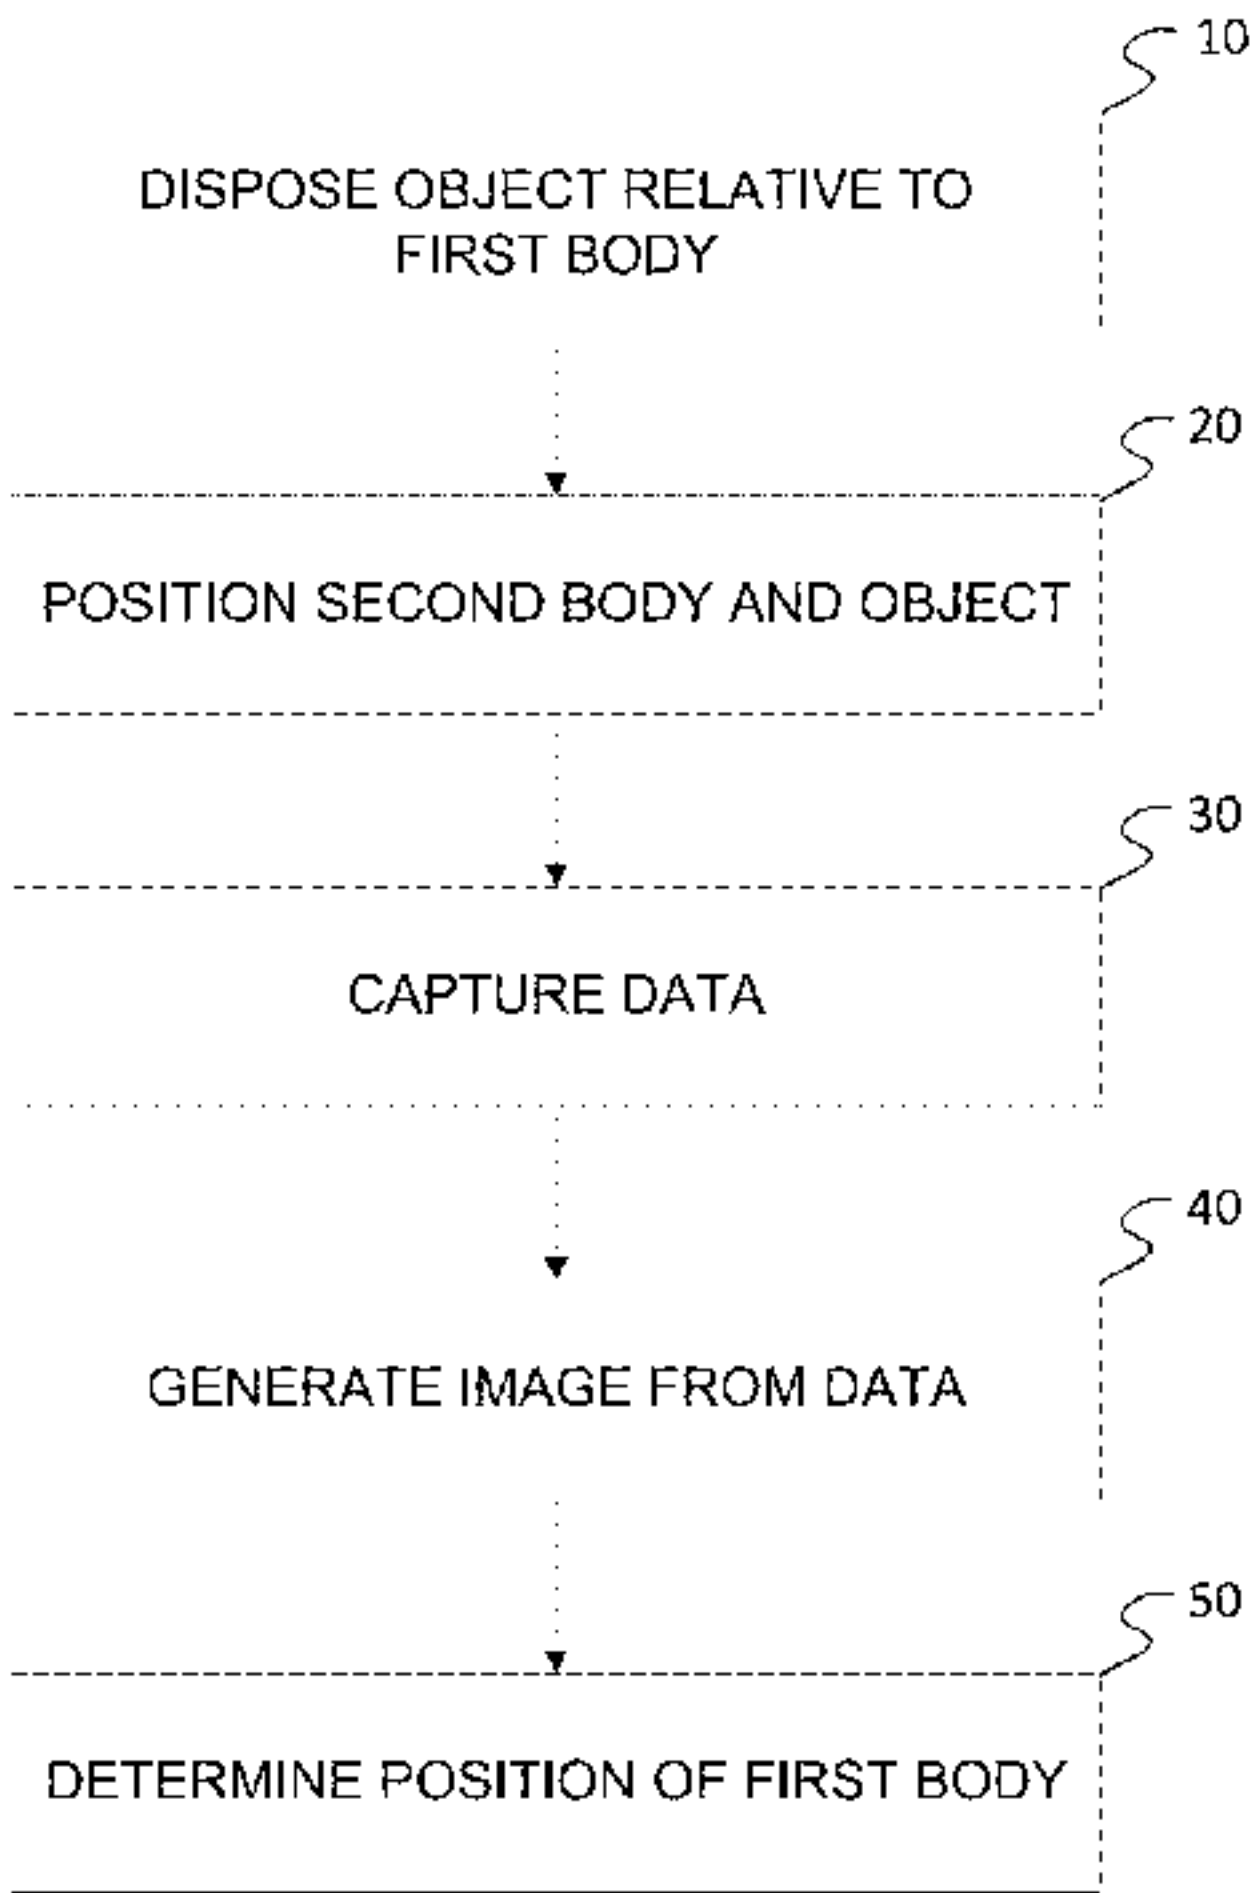 10
DISPOSE OBJECT RELATIVE TO
FIRST BODY
20
POSITION SECOND BODY AND OBJECT
30
CAPTURE DATA
40
GENERATE IMAGE FROM DATA
50
DETERMINE POSITION OF FIRST BODY